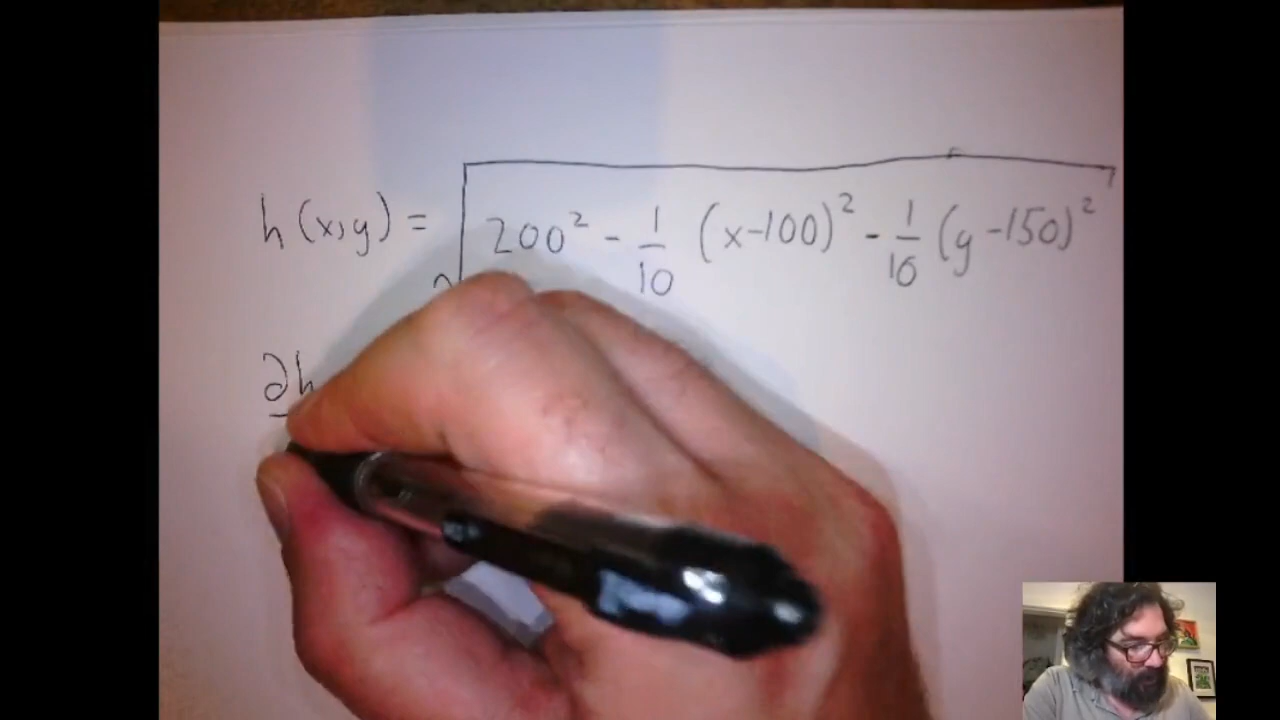 h(x,y) = √(200² - 1/10 (x-100)² - 1/10 (y-150)²)
∂h